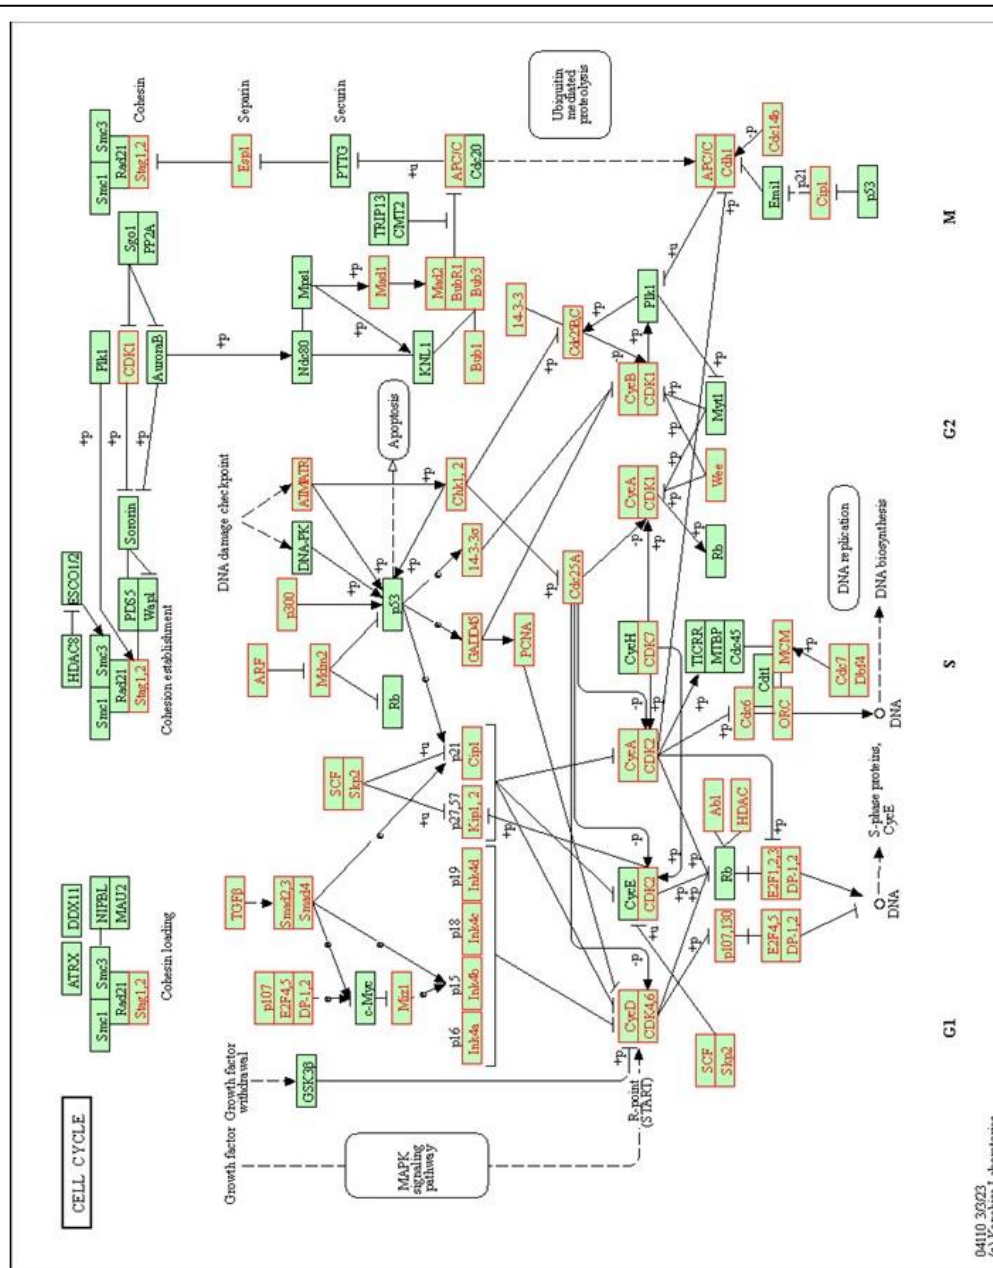 CELL CYCLE
Growth factor
Growth factor
withdrawal
MAPK
signaling
pathway
GSK3β
R-point
(START)
Smc1
Smc3
Rad21
Stag1,2
ATRX
DDX11
NIPBL
MAU2
Cohesin loading
p107
E2F4,5
DP-1,2
TGFβ
Smad2,3
Smad4
c-Myc
Miz1
e
e
e
e
e
p16
p15
p18
p19
Ink4a
Ink4b
Ink4c
Ink4d
SCF
Skp2
+u
+u
p27,57
Kip1, 2
p21
Cip1
Smc1
Smc3
Rad21
Stag1,2
Cohesion establishment
HDAC8
ESCO1/2
PDS5
Wapl
Sororin
+p
+p
+p
Plk1
CDK1
AuroraB
Sgo1
PP2A
Smc1
Smc3
Rad21
Stag1,2
Cohesin
Esp1
Separin
PTTG
Securin
+u
APC/C
Cdc20
ARF
Mdm2
Rb
p300
DNA damage checkpoint
DNA-PK
ATM/ATR
+p
+p
+p
+p
p53
Apoptosis
Chk1, 2
e
e
GADD45
14-3-3σ
PCNA
+p
Ndc80
Mps1
KNL1
+p
+p
Mad1
Mad2
BubR1
Bub3
Bub1
TRIP13
CMT2
Ubiquitin
mediated
proteolysis
14-3-3
Cdc25B,C
+p
+p
Cdc25A
+p
CycD
CDK4,6
+p
-p
CycE
CDK2
+p
-p
CycA
CDK2
-p
CycH
CDK7
+p
CycA
CDK1
-p
+p
CycB
CDK1
-p
+p
Plk1
+p
+u
APC/C
Cdh1
+p
-p
Cdc14b
Emi1
p21
Cip1
p53
Myt1
+p
+p
Wee
+p
+p
Rb
+p
TICRR
MTBP
Cdc45
+p
+p
Cdc6
Cdt1
ORC
MCM
+p
Cdc7
Dbf4
DNA replication
DNA
DNA biosynthesis
SCF
Skp2
+u
+p
+p
+p
+p
p107,130
E2F4,5
DP-1,2
Rb
E2F1,2,3
DP-1,2
+p
Abl
HDAC
DNA
S-phase proteins,
CycE
G1
S
G2
M
04110 3/3/23